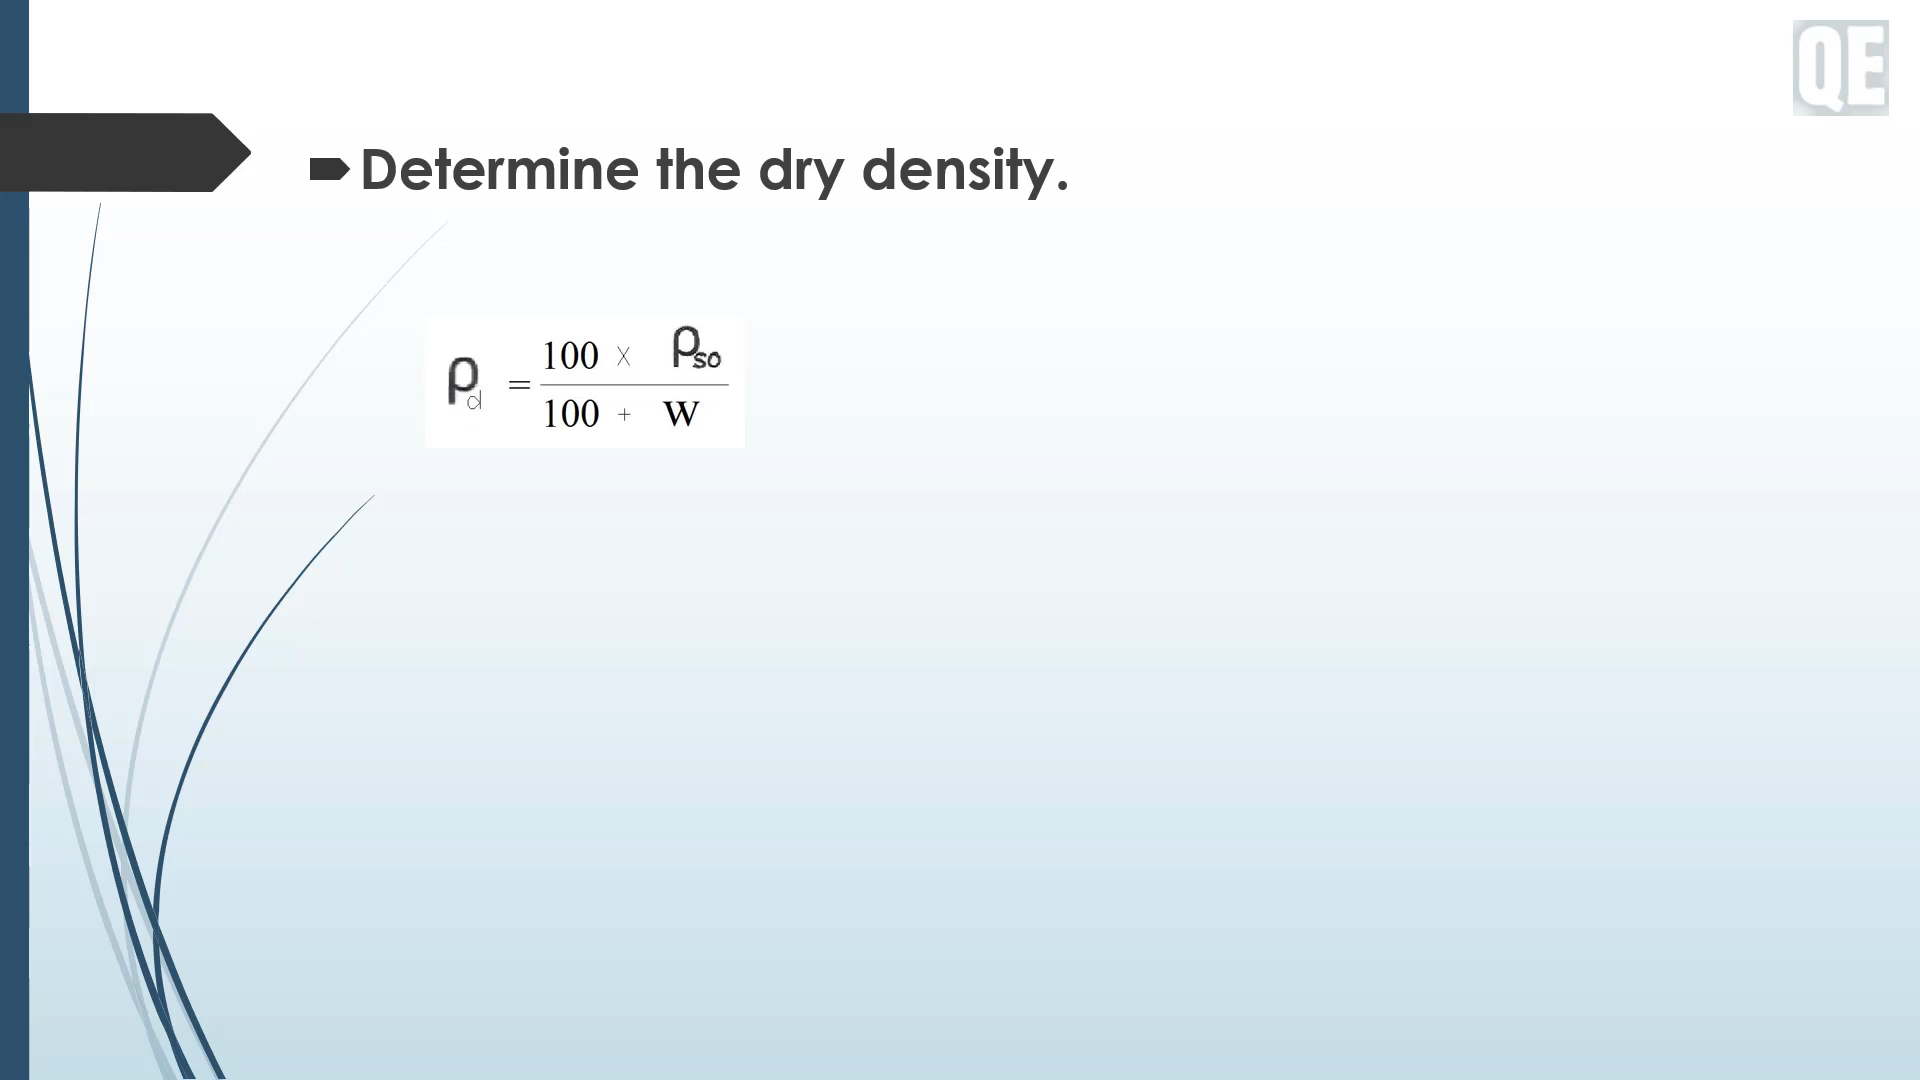 QE
Determine the dry density.
ρd = (100 × ρso) / (100 + W)